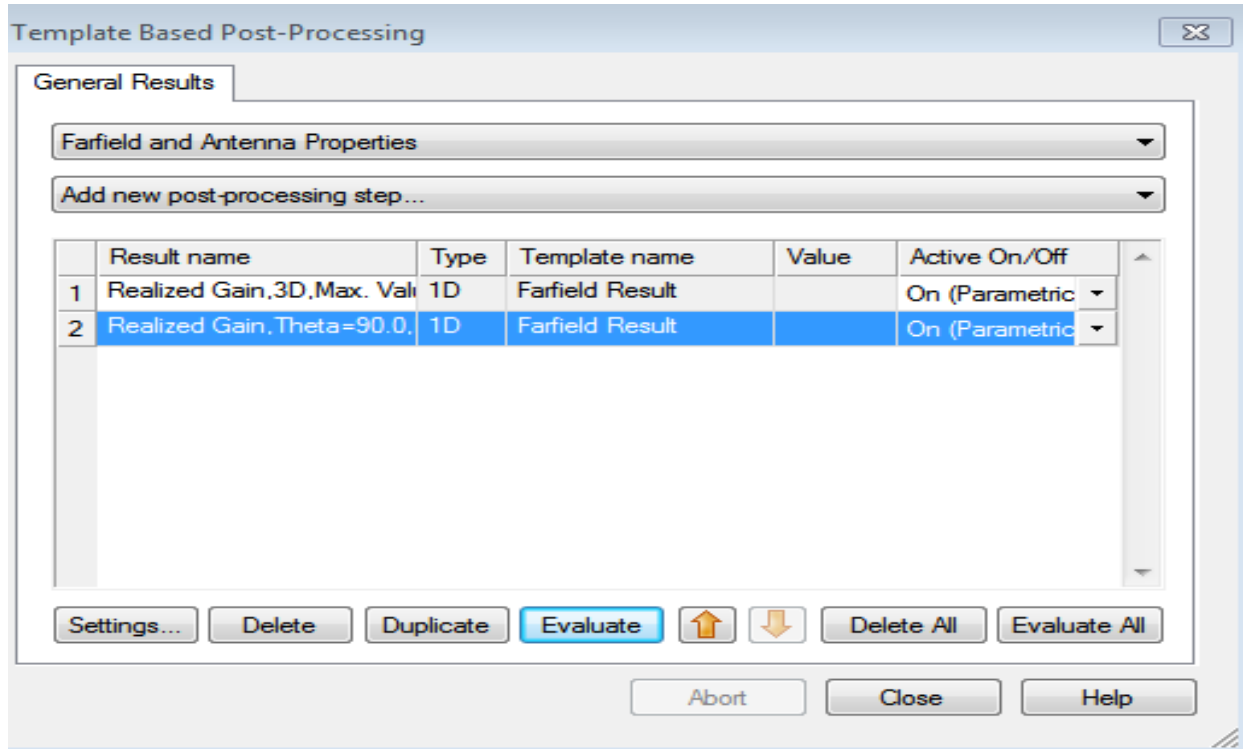 Template Based Post-Processing
General Results
Farfield and Antenna Properties
Add new post-processing step...
Result name Type Template name Value Active On/Off
1 Realized Gain,3D,Max. Val 1D Farfield Result On (Parametric
2 Realized Gain,Theta=90.0, 1D Farfield Result On (Parametric
Settings... Delete Duplicate Evaluate Delete All Evaluate All
Abort Close Help